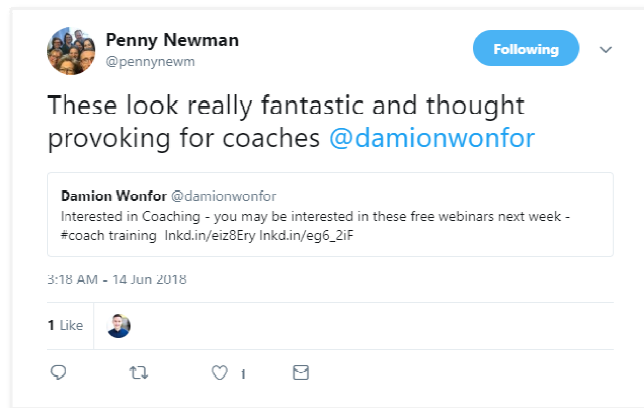 Penny Newman
@pennynewm
Following
These look really fantastic and thought
provoking for coaches @damionwonfor
Damion Wonfor @damionwonfor
Interested in Coaching - you may be interested in these free webinars next week -
#coach training lnkd.in/eiz8Ery lnkd.in/eg6_2iF
3:18 AM - 14 Jun 2018
1 Like
1